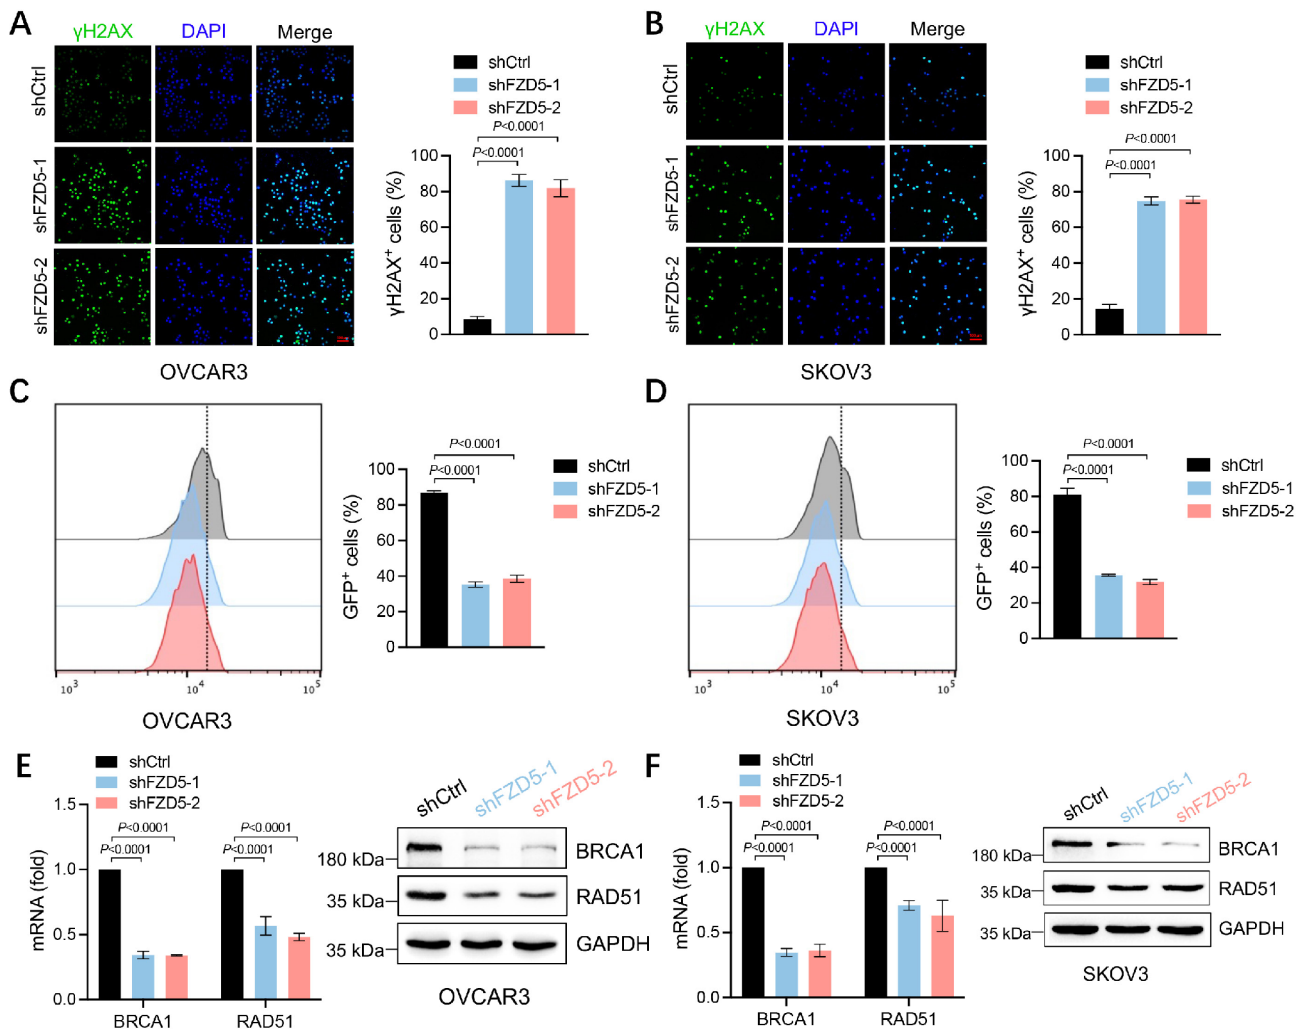 A
γH2AX DAPI Merge
shCtrl
shFZD5-1
shFZD5-2
OVCAR3
shCtrl
shFZD5-1
shFZD5-2
P<0.0001
P<0.0001
γH2AX+ cells (%)
100
80
60
40
20
0
B
γH2AX DAPI Merge
shCtrl
shFZD5-1
shFZD5-2
SKOV3
shCtrl
shFZD5-1
shFZD5-2
P<0.0001
P<0.0001
γH2AX+ cells (%)
100
80
60
40
20
0
C
10³ 10⁴ 10⁵
OVCAR3
P<0.0001
P<0.0001
GFP+ cells (%)
100
80
60
40
20
0
shCtrl
shFZD5-1
shFZD5-2
D
10³ 10⁴ 10⁵
SKOV3
P<0.0001
P<0.0001
GFP+ cells (%)
100
80
60
40
20
0
shCtrl
shFZD5-1
shFZD5-2
E
shCtrl
shFZD5-1
shFZD5-2
mRNA (fold)
1.5
1.0
0.5
0.0
P<0.0001 P<0.0001
P<0.0001 P<0.0001
BRCA1 RAD51
shCtrl shFZD5-1 shFZD5-2
180 kDa BRCA1
35 kDa RAD51
35 kDa GAPDH
OVCAR3
F
shCtrl
shFZD5-1
shFZD5-2
mRNA (fold)
1.5
1.0
0.5
0.0
P<0.0001 P<0.0001
P<0.0001 P<0.0001
BRCA1 RAD51
shCtrl shFZD5-1 shFZD5-2
180 kDa BRCA1
35 kDa RAD51
35 kDa GAPDH
SKOV3